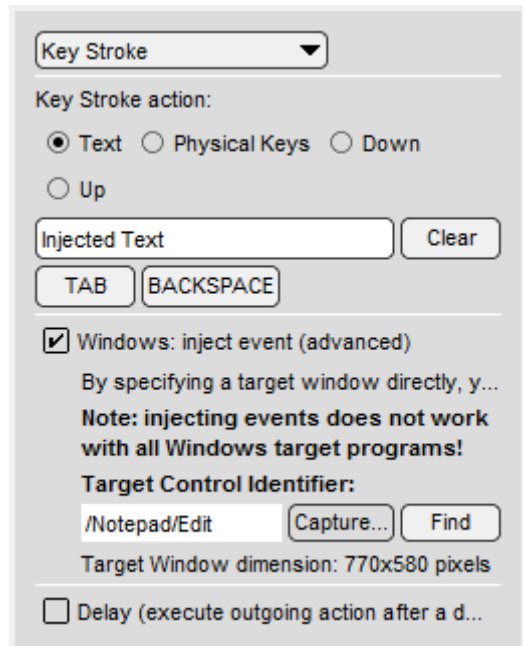 Key Stroke
Key Stroke action:
Text Physical Keys Down
Up
Injected Text Clear
TAB BACKSPACE
Windows: inject event (advanced)
By specifying a target window directly, y...
Note: injecting events does not work
with all Windows target programs!
Target Control Identifier:
/Notepad/Edit Capture... Find
Target Window dimension: 770x580 pixels
Delay (execute outgoing action after a d...